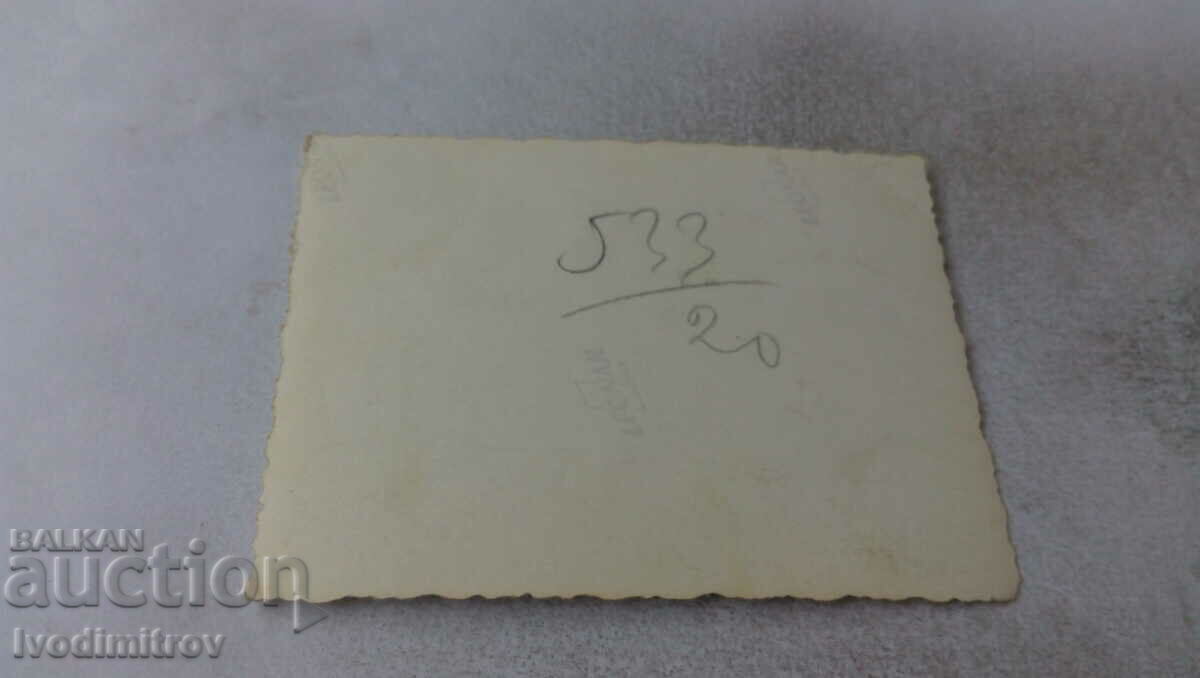 533
20
BALKAN
auction
Ivodimitrov